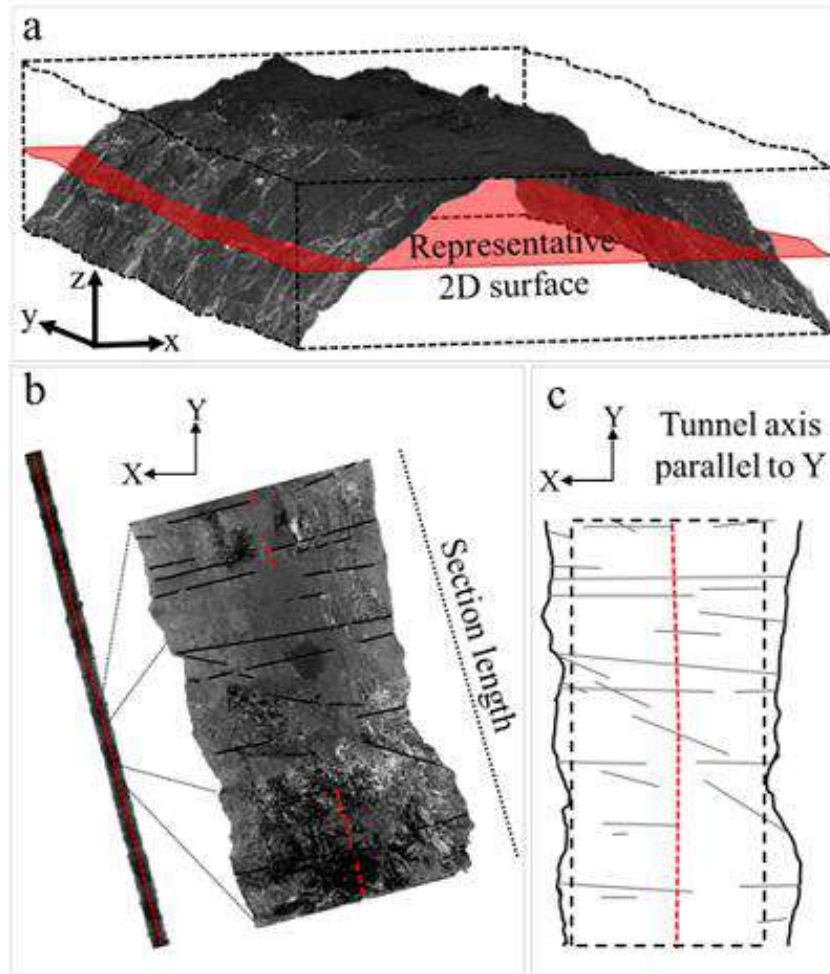 a
Representative
2D surface
z
y
x
b
Y
X
Section length
c
Y
X
Tunnel axis
parallel to Y